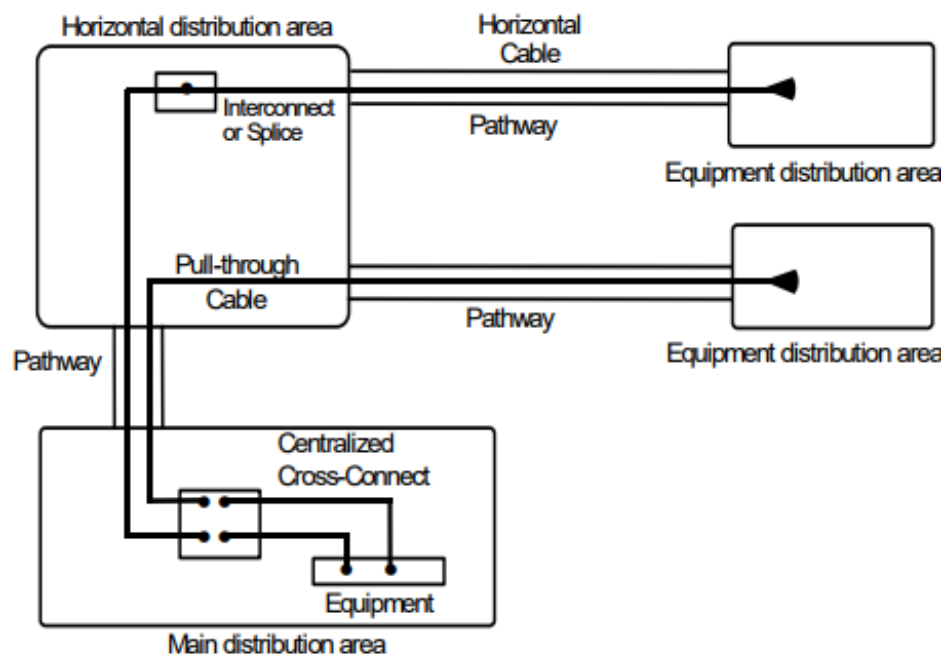 Horizontal distribution area
Horizontal
Cable
Interconnect
or Splice
Pathway
Equipment distribution area
Pull-through
Cable
Pathway
Equipment distribution area
Pathway
Centralized
Cross-Connect
Equipment
Main distribution area